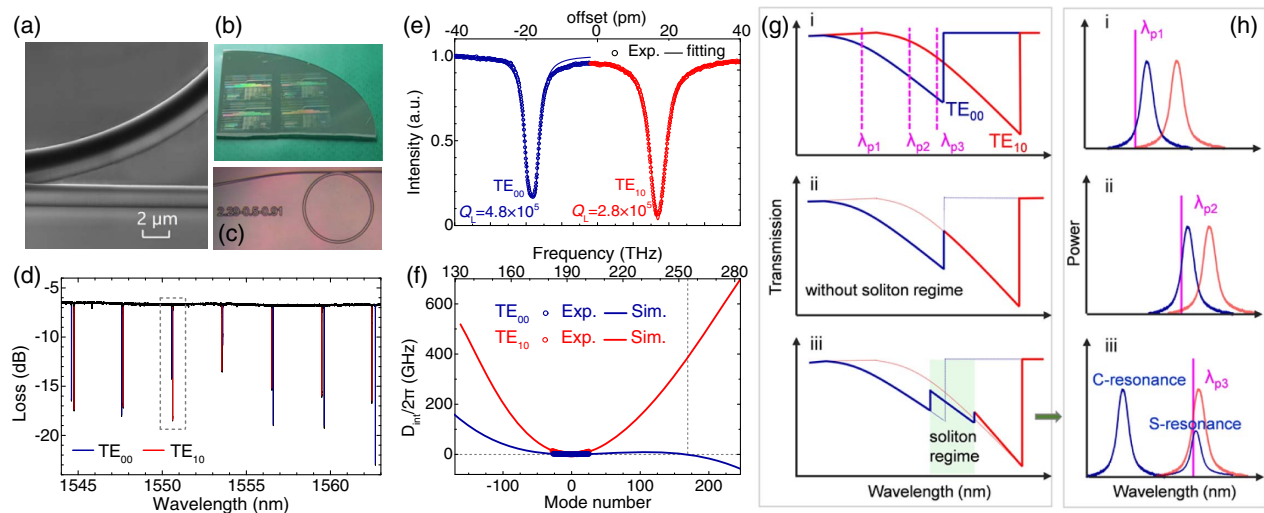 (a)
2 μm
(b)
2.29-0.5-0.91
(c)
(d)
-5
-10
-15
-20
Loss (dB)
TE00 TE10
1545 1550 1555 1560
Wavelength (nm)
(e)
offset (pm)
-40 -20 0 20 40
Exp. fitting
1.0
0.5
0.0
Intensity (a.u.)
TE00 TE10
QL=4.8×10⁵ QL=2.8×10⁵
Frequency (THz)
130 160 190 220 250 280
(f)
600
400
200
0
Dint/2π (GHz)
TE00 Exp. Sim.
TE10 Exp. Sim.
-100 0 100 200
Mode number
(g)
i
TE00
λp1 λp2 λp3 TE10
ii
without soliton regime
iii
soliton
regime
Transmission
Wavelength (nm)
(h)
i
λp1
ii
λp2
iii
C-resonance λp3
S-resonance
Power
Wavelength (nm)